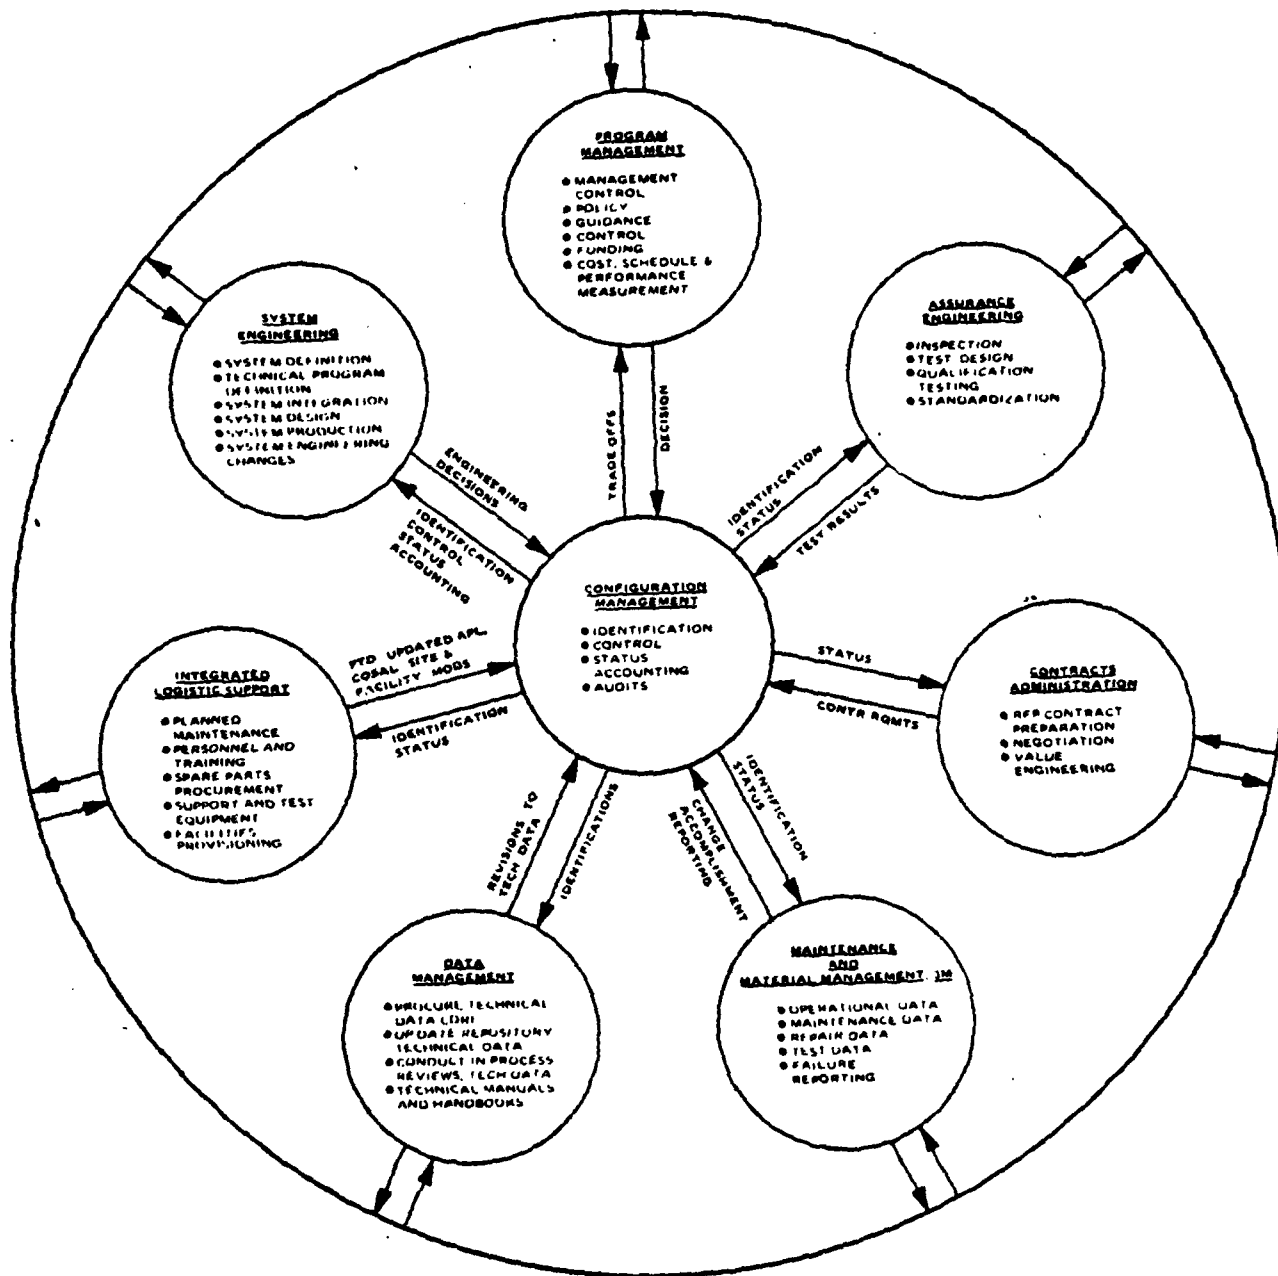 PROGRAM
MANAGEMENT
● MANAGEMENT
CONTROL
● POLICY
● GUIDANCE
● CONTROL
● FUNDING
● COST, SCHEDULE &
PERFORMANCE
MEASUREMENT
SYSTEM
ENGINEERING
● SYSTEM DEFINITION
● TECHNICAL PROGRAM
DEFINITION
● SYSTEM INTEGRATION
● SYSTEM DESIGN
● SYSTEM PRODUCTION
● SYSTEM ENGINEERING
CHANGES
ASSURANCE
ENGINEERING
● INSPECTION
● TEST DESIGN
● QUALIFICATION
TESTING
● STANDARDIZATION
TRADE OFFS
DECISION
ENGINEERING
DECISIONS
IDENTIFICATION
CONTROL
STATUS
ACCOUNTING
IDENTIFICATION
STATUS
TEST RESULTS
CONFIGURATION
MANAGEMENT
● IDENTIFICATION
● CONTROL
● STATUS
ACCOUNTING
● AUDITS
UPDATED APL,
COSAL SITE &
FACILITY MODS
IDENTIFICATION
STATUS
STATUS
CONTR RQMTS
INTEGRATED
LOGISTIC SUPPORT
● PLANNED
MAINTENANCE
● PERSONNEL AND
TRAINING
● SPARE PARTS
PROCUREMENT
● SUPPORT AND TEST
EQUIPMENT
● FACILITIES
PROVISIONING
CONTRACTS
ADMINISTRATION
● RFP CONTRACT
PREPARATION
● NEGOTIATION
● VALUE
ENGINEERING
REVISIONS TO
TECH DATA
IDENTIFICATIONS
CHANGE
ACCOMPLISHMENT
REPORTING
IDENTIFICATION
STATUS
DATA
MANAGEMENT
● PROCURE TECHNICAL
DATA CDRL
● UPDATE REPOSITORY
TECHNICAL DATA
● CONDUCT IN PROCESS
REVIEWS, TECH DATA
● TECHNICAL MANUALS
AND HANDBOOKS
MAINTENANCE
AND
MATERIAL MANAGEMENT, 3M
● OPERATIONAL DATA
● MAINTENANCE DATA
● REPAIR DATA
● TEST DATA
● FAILURE
REPORTING